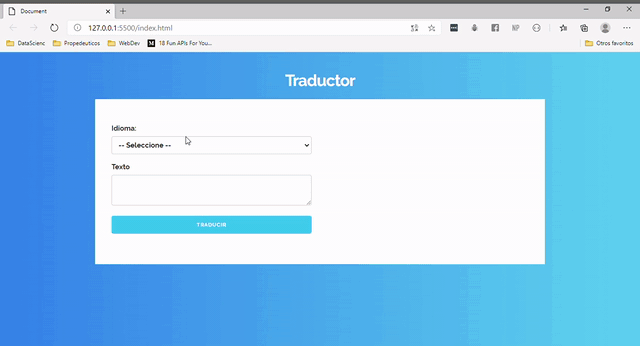 Document
127.0.0.1:5500/index.html
DataScienc
Propedeuticos
WebDev
18 Fun APIs For You...
Otros favoritos
Traductor
Idioma:
-- Seleccione --
Texto
TRADUCIR